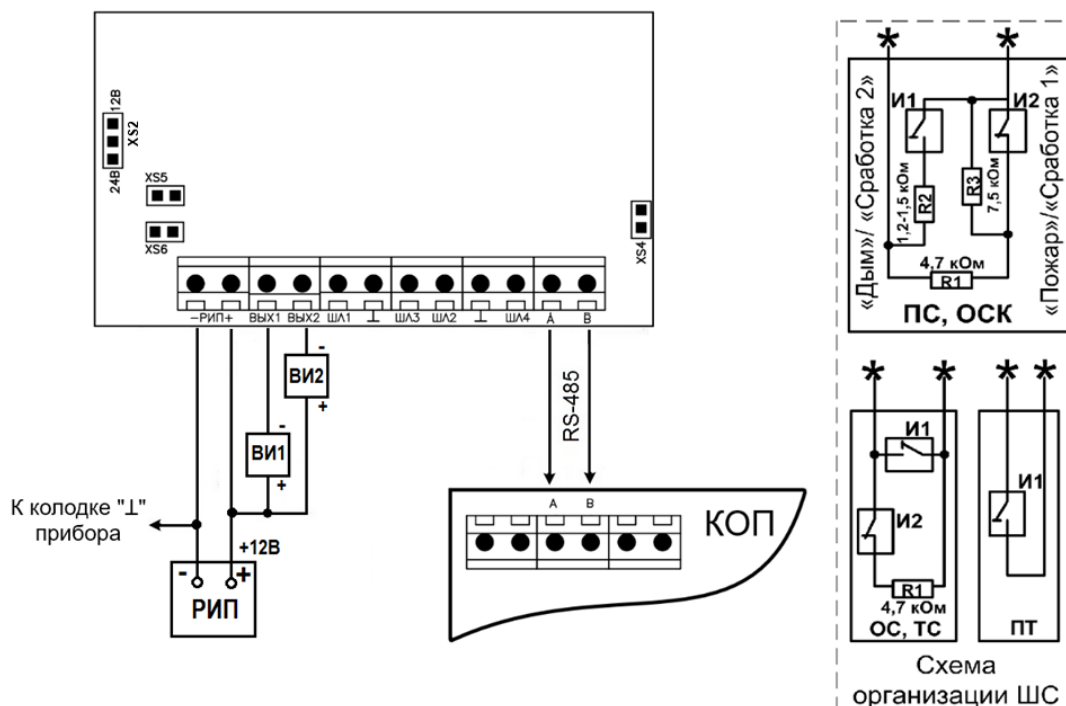 12В
XS2
24В
XS5
XS6
XS4
–РИП+ ВЫХ1 ВЫХ2 ШЛ1 ⊥ ШЛ3 ШЛ2 ⊥ ШЛ4 A B
-
ВИ2
+
-
ВИ1
+
RS-485
К колодке "⊥"
прибора
+12В
- +
РИП
A B
КОП
* *
«Дым»/ «Сработка 2»
И1 И2
1,2-1,5 кОм
R2
R3
7,5 кОм
4,7 кОм
R1
«Пожар»/«Сработка 1»
ПС, ОСК
* *
И1
И2
R1
4,7 кОм
ОС, ТС
* *
И1
ПТ
Схема
организации ШС